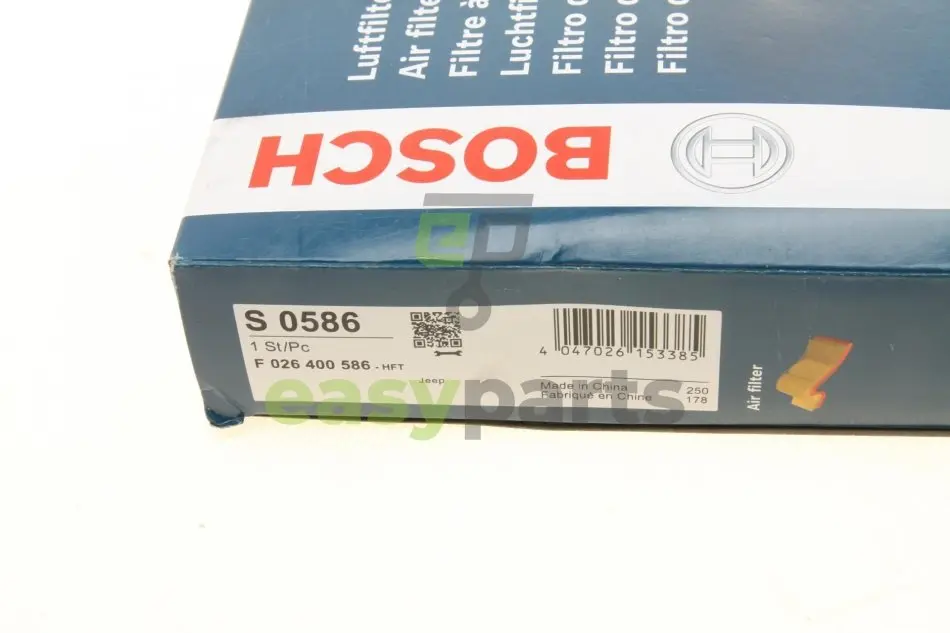 Luftfilte
Air filte
Filtre à
Luchtfi
Filtro
Filtro
Filtro
BOSCH
S 0586
1 St/Pc
F 026 400 586 - HFT
Jeep
4 047026 153385
Made in China
Fabriqué en Chine
250
178
Air filter
easyparts